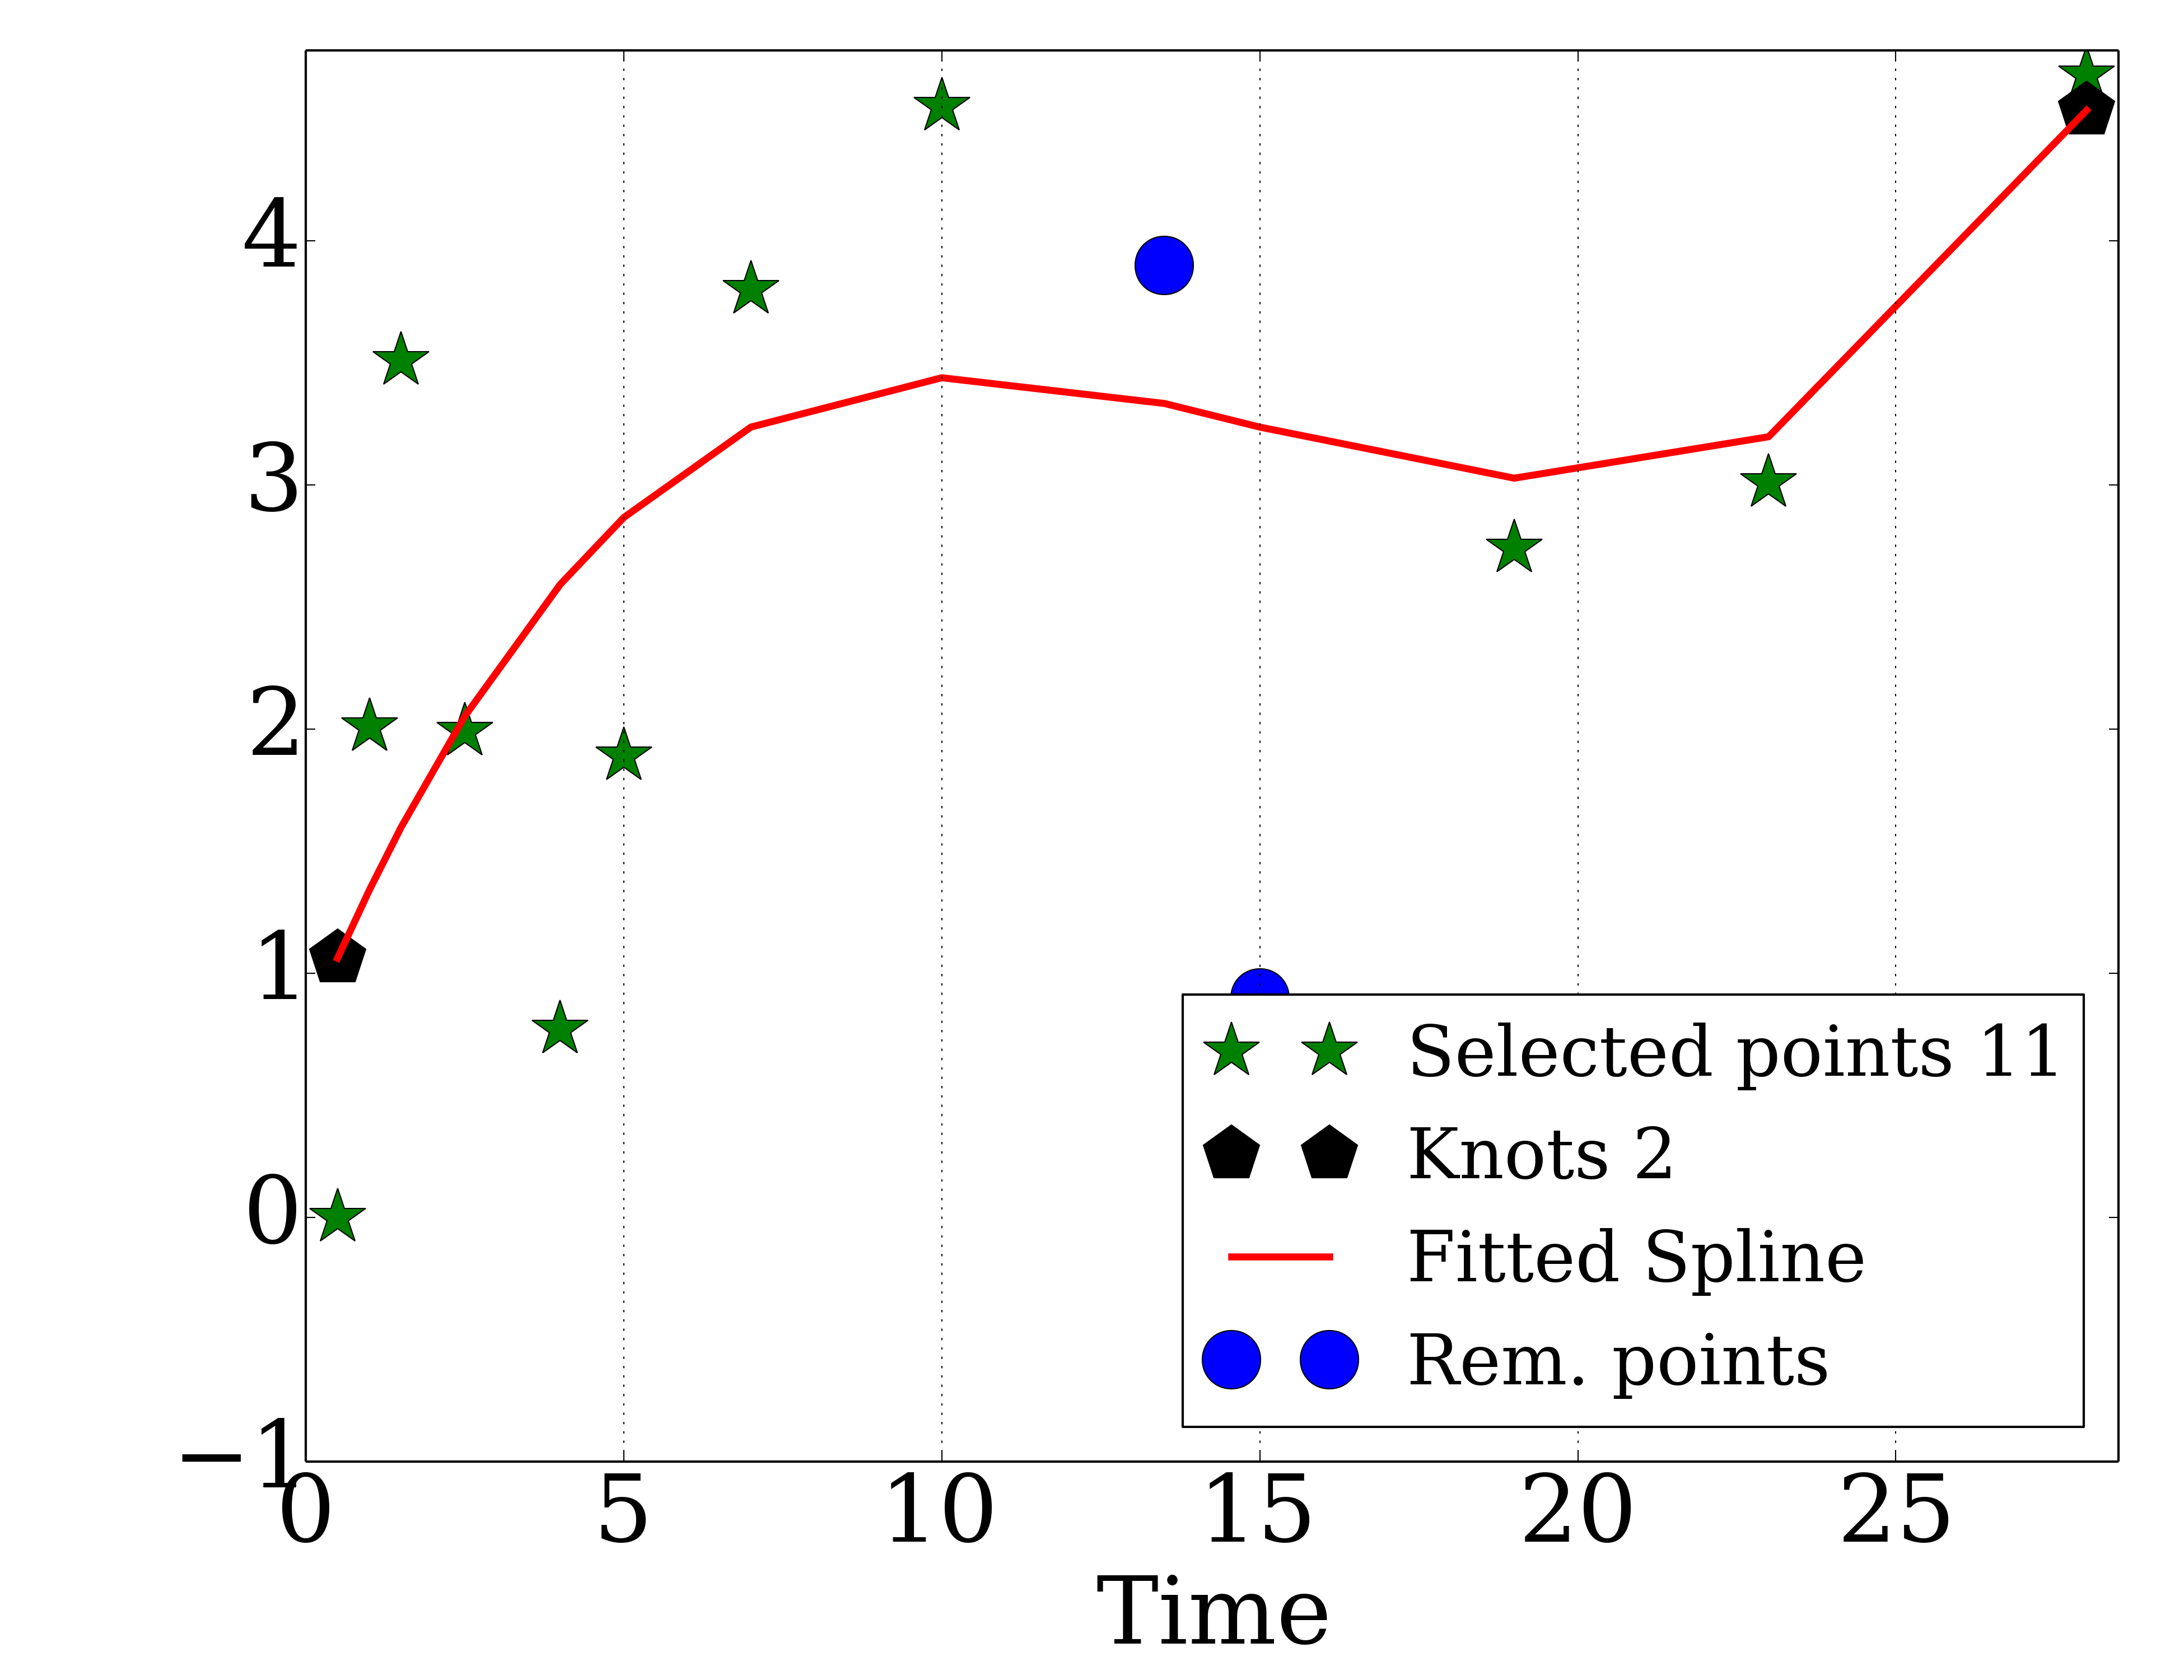 4
3
2
1
0
−1
Selected points 11
Knots 2
Fitted Spline
Rem. points
0 5 10 15 20 25
Time